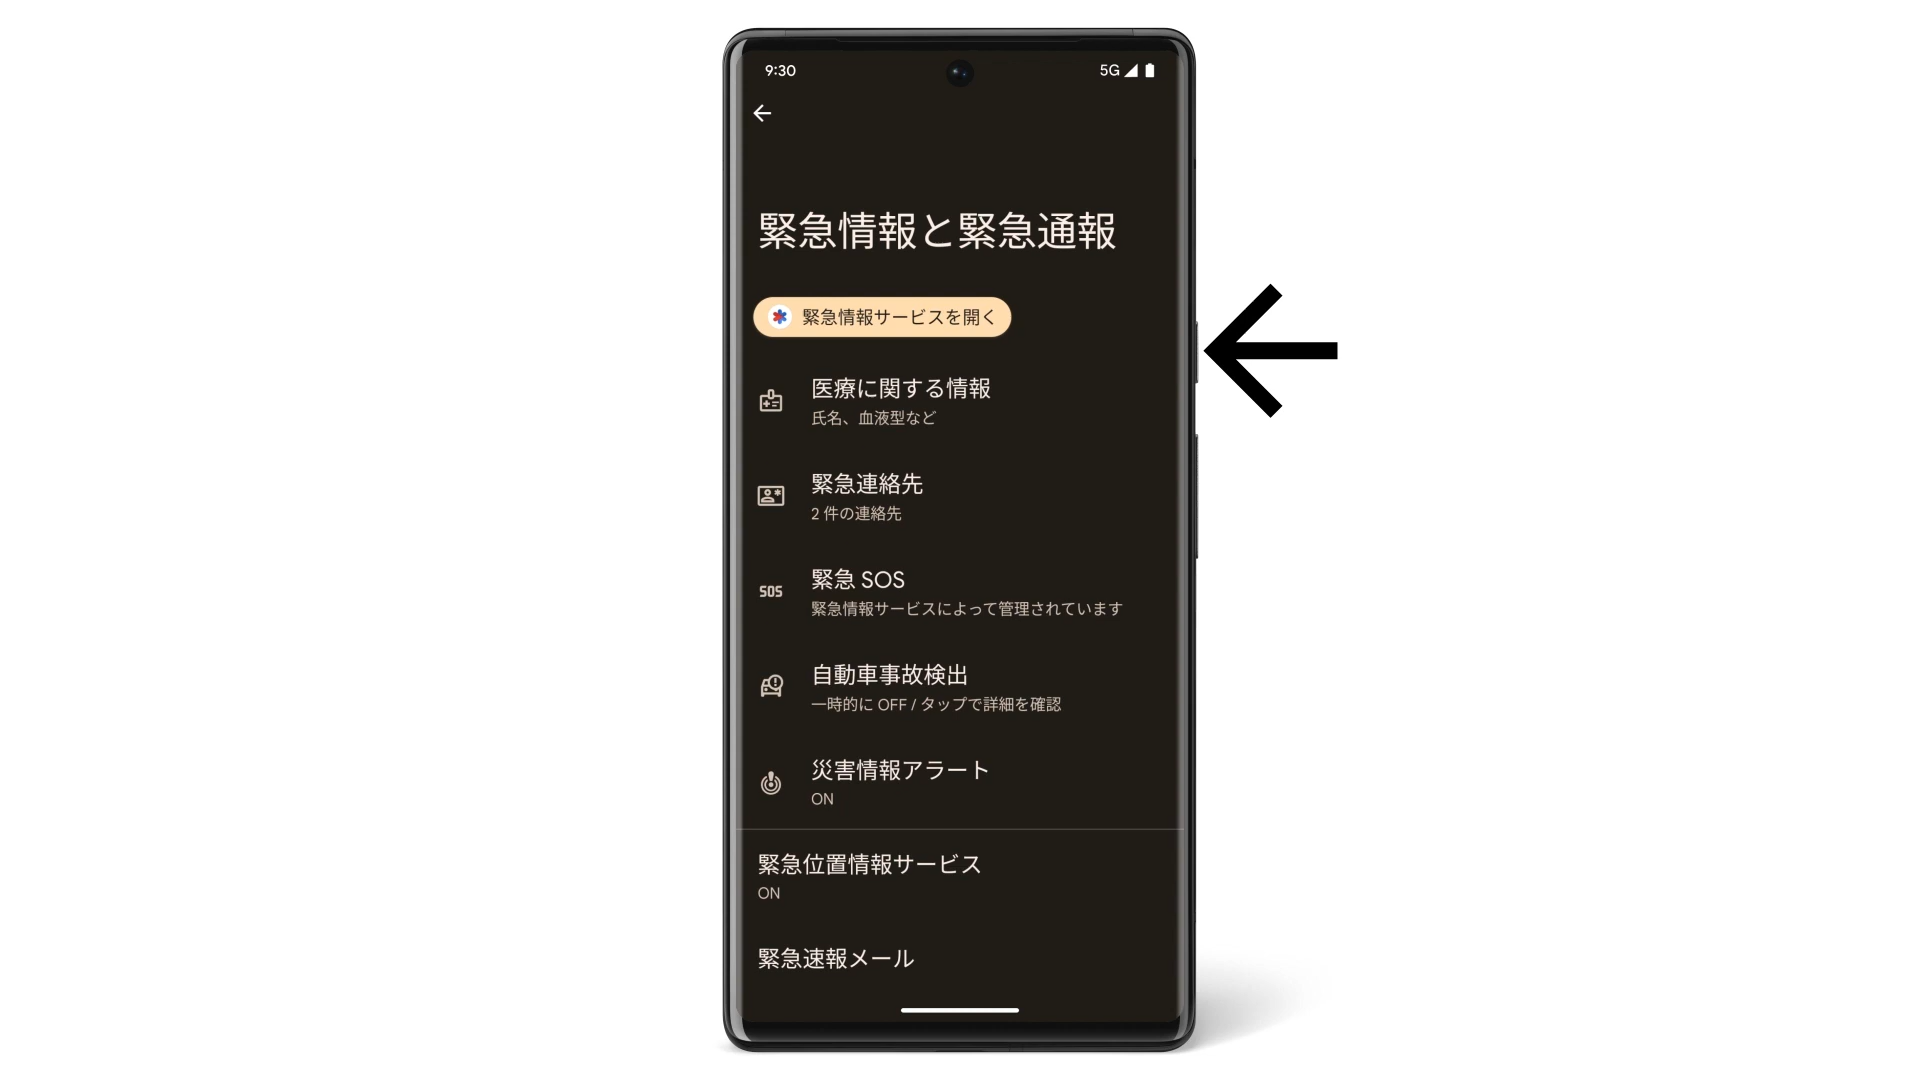 9:30
5G
緊急情報と緊急通報
緊急情報サービスを開く
医療に関する情報
氏名、血液型など
緊急連絡先
2 件の連絡先
SOS
緊急 SOS
緊急情報サービスによって管理されています
自動車事故検出
一時的に OFF / タップで詳細を確認
災害情報アラート
ON
緊急位置情報サービス
ON
緊急速報メール